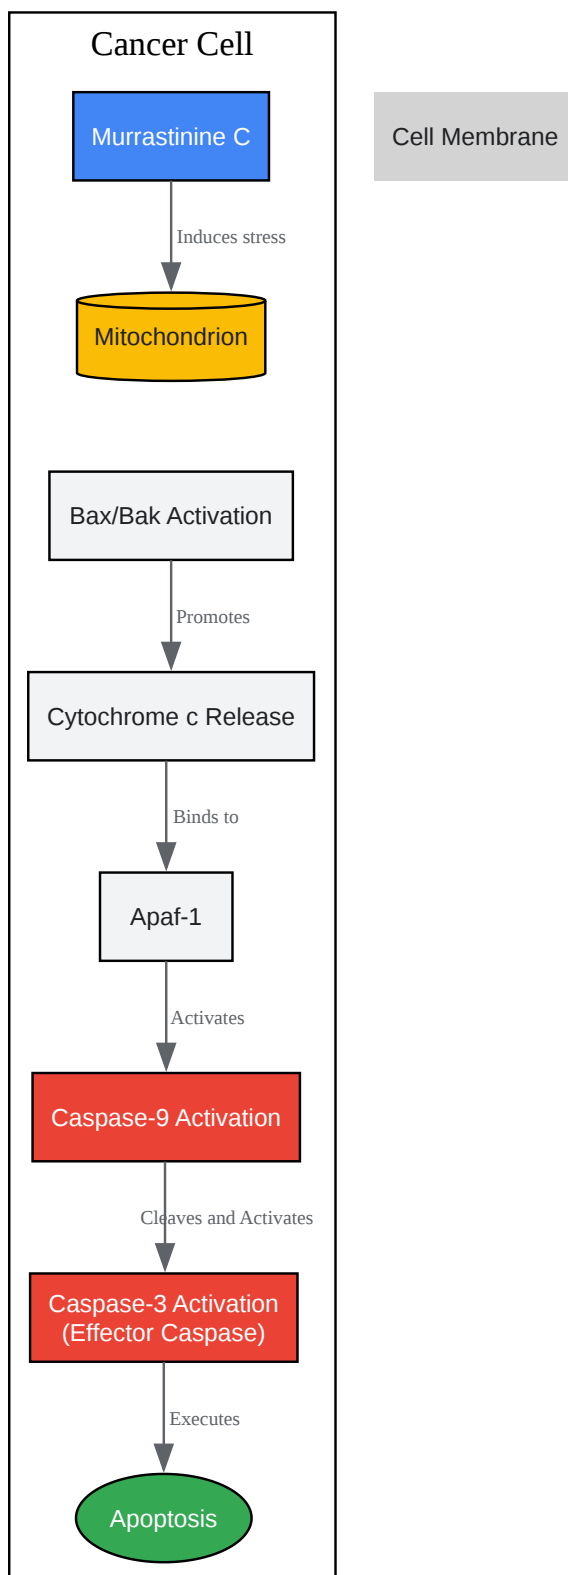 Cancer Cell
Murrastinine C
Cell Membrane
Induces stress
Mitochondrion
Bax/Bak Activation
Promotes
Cytochrome c Release
Binds to
Apaf-1
Activates
Caspase-9 Activation
Cleaves and Activates
Caspase-3 Activation
(Effector Caspase)
Executes
Apoptosis